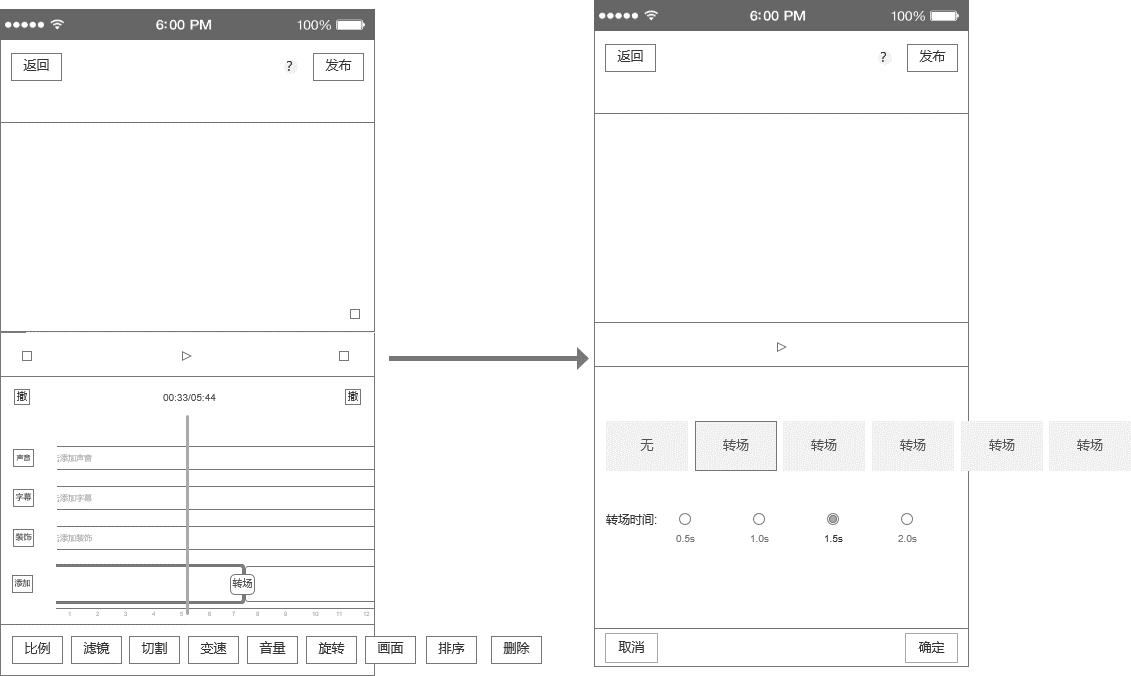 6:00 PM
100%
返回
?
发布
撤
00:33/05:44
撤
声音
添加声音
字幕
添加字幕
装饰
添加装饰
添加
转场
1 2 3 4 5 6 7 8 9 10 11 12
比例
滤镜
切割
变速
音量
旋转
画面
排序
删除
6:00 PM
100%
返回
?
发布
无
转场
转场
转场
转场
转场
转场时间:
0.5s
1.0s
1.5s
2.0s
取消
确定